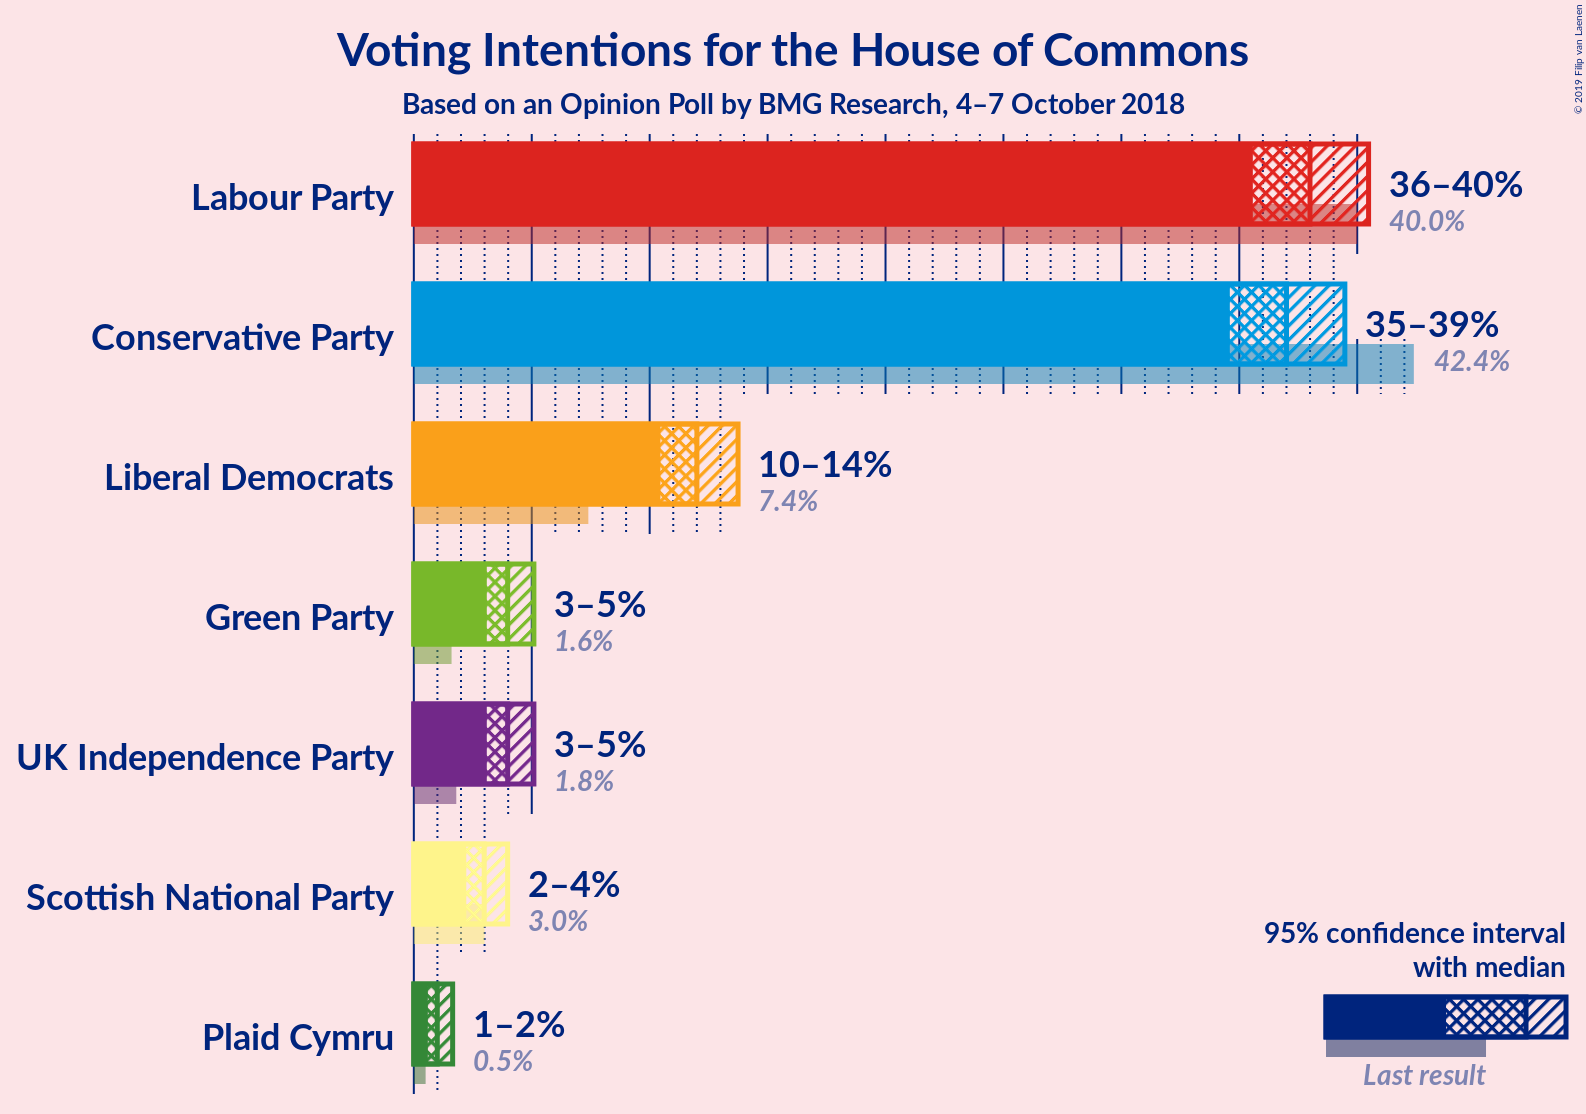 Voting Intentions for the House of Commons
Based on an Opinion Poll by BMG Research, 4–7 October 2018
© 2019 Filip van Laenen
Labour Party
36–40%
40.0%
Conservative Party
35–39%
42.4%
Liberal Democrats
10–14%
7.4%
Green Party
3–5%
1.6%
UK Independence Party
3–5%
1.8%
Scottish National Party
2–4%
3.0%
Plaid Cymru
1–2%
0.5%
95% confidence interval
with median
Last result